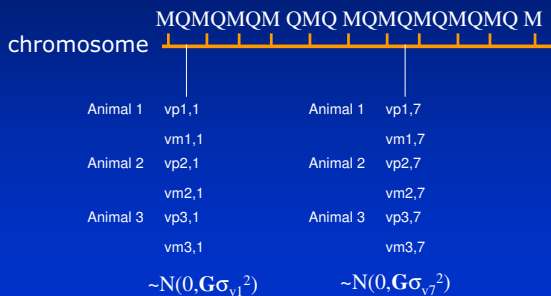 MQMQMQM QMQ MQMQMQMQMQ M
chromosome
Animal 1 vp1,1
vm1,1
Animal 2 vp2,1
vm2,1
Animal 3 vp3,1
vm3,1
~N(0,Gσv1²)
Animal 1 vp1,7
vm1,7
Animal 2 vp2,7
vm2,7
Animal 3 vp3,7
vm3,7
~N(0,Gσv7²)